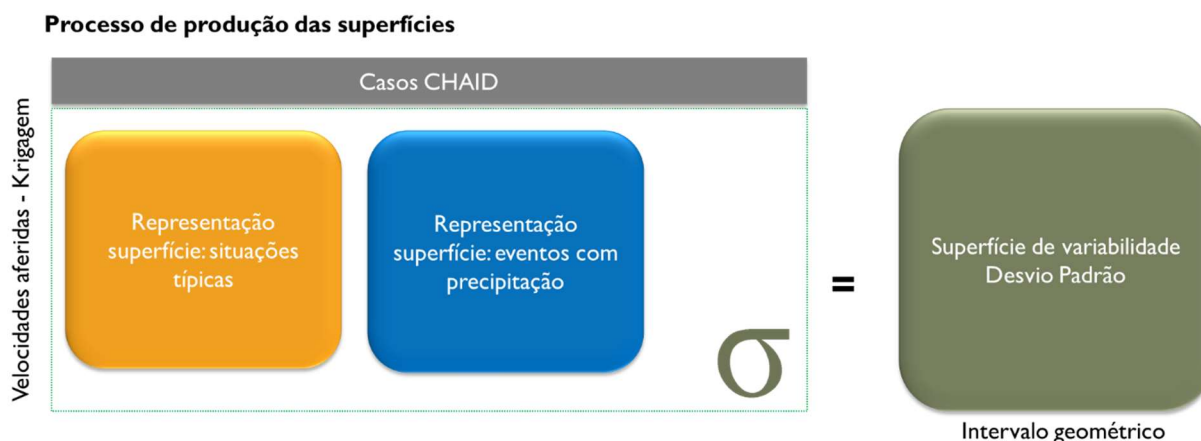 Processo de produção das superfícies
Casos CHAID
Velocidades aferidas - Krigagem
Representação
superfície: situações
típicas
Representação
superfície: eventos com
precipitação
σ
=
Superfície de variabilidade
Desvio Padrão
Intervalo geométrico